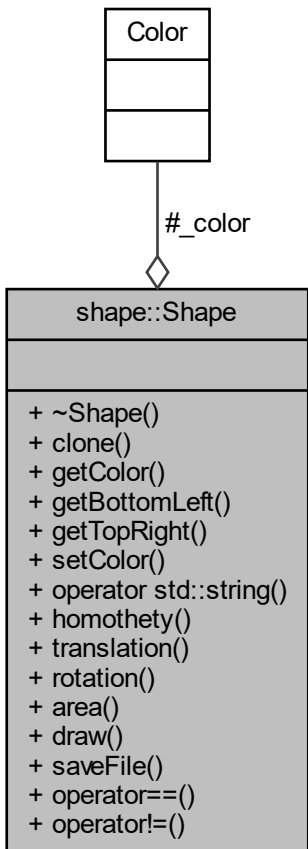 Color
#_color
shape::Shape
+ ~Shape()
+ clone()
+ getColor()
+ getBottomLeft()
+ getTopRight()
+ setColor()
+ operator std::string()
+ homothety()
+ translation()
+ rotation()
+ area()
+ draw()
+ saveFile()
+ operator==()
+ operator!=()